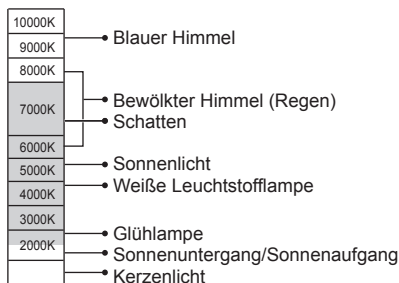 10000K
Blauer Himmel
9000K
8000K
Bewölkter Himmel (Regen)
7000K
Schatten
6000K
Sonnenlicht
5000K
Weiße Leuchtstofflampe
4000K
3000K
Glühlampe
2000K
Sonnenuntergang/Sonnenaufgang
Kerzenlicht